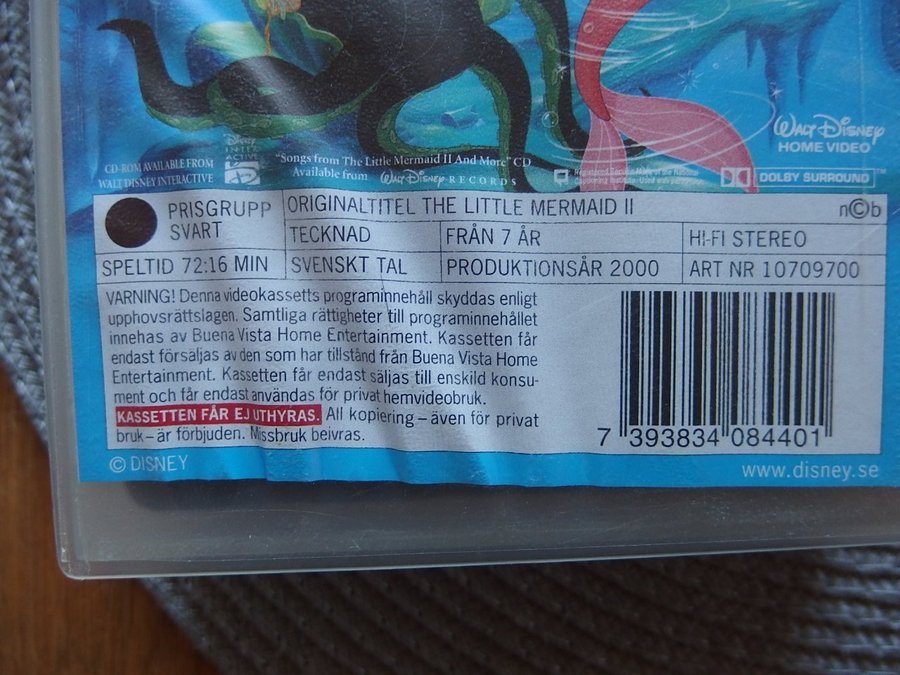 CD-ROM AVAILABLE FROM
WALT DISNEY INTERACTIVE
Disney
INTER
ACTIVE
"Songs from The Little Mermaid II And More" CD
Available from Walt Disney RECORDS
Walt Disney
HOME VIDEO
DOLBY SURROUND
PRISGRUPP
SVART
ORIGINALTITEL THE LITTLE MERMAID II
n©b
TECKNAD
FRÅN 7 ÅR
HI-FI STEREO
SPELTID 72:16 MIN
SVENSKT TAL
PRODUKTIONSÅR 2000
ART NR 10709700
VARNING! Denna videokassetts programinnehåll skyddas enligt
upphovsrättslagen. Samtliga rättigheter till programinnehållet
innehas av Buena Vista Home Entertainment. Kassetten får
endast försäljas av den som har tillstånd från Buena Vista Home
Entertainment. Kassetten får endast säljas till enskild konsu-
ment och får endast användas för privat hemvideobruk.
KASSETTEN FÅR EJ UTHYRAS. All kopiering – även för privat
bruk – är förbjuden. Missbruk beivras.
7 393834 084401
© DISNEY
www.disney.se